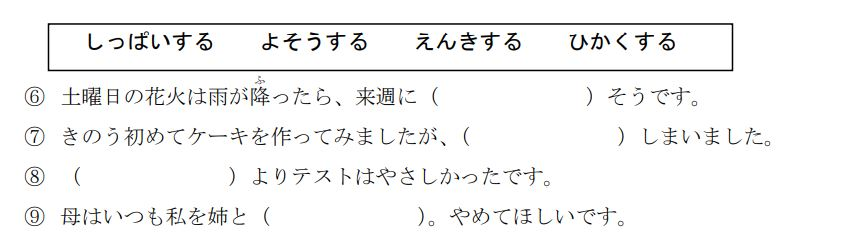 しっぱいする　よそうする　えんきする　ひかくする
⑥ 土曜日の花火は雨が降ったら、来週に（　　　　　　）そうです。
⑦ きのう初めてケーキを作ってみましたが、（　　　　　　）しまいました。
⑧ （　　　　　　）よりテストはやさしかったです。
⑨ 母はいつも私を姉と（　　　　　　）。やめてほしいです。